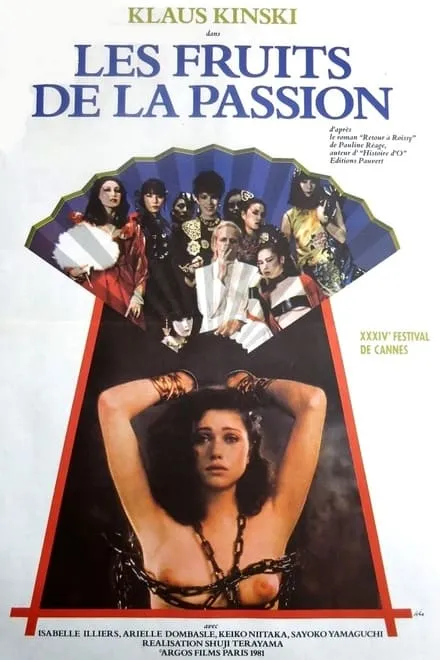 KLAUS KINSKI
dans
LES FRUITS
DE LA PASSION
d'après
le roman "Retour à Roissy"
de Pauline Réage,
auteur d' "Histoire d'O"
Editions Pauvert
XXXIVᵉ FESTIVAL
DE CANNES
avec
ISABELLE ILLIERS, ARIELLE DOMBASLE, KEIKO NIITAKA, SAYOKO YAMAGUCHI
REALISATION SHUJI TERAYAMA
ARGOS FILMS PARIS 1981